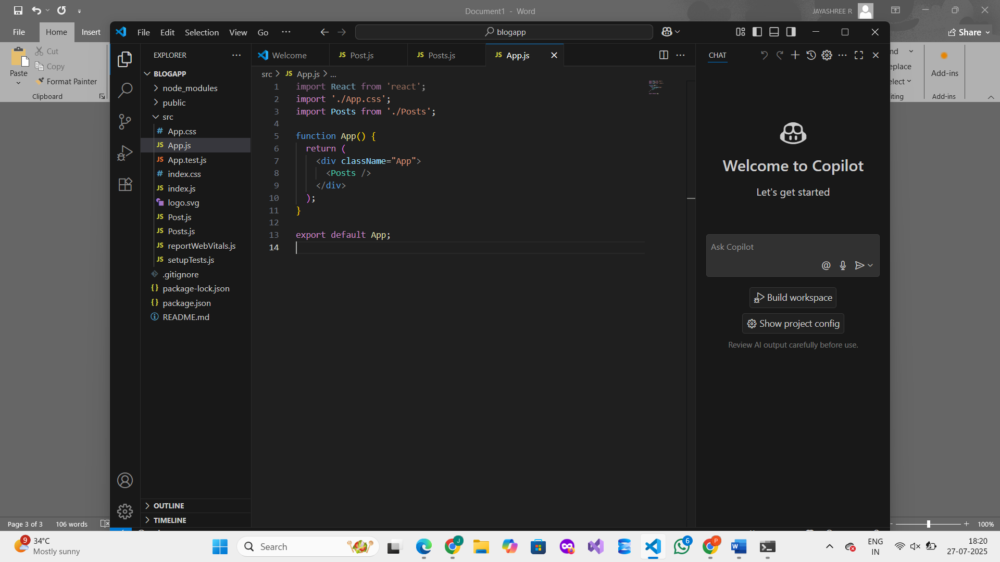 Document1 - Word
JAYASHREE R
File
Home
Insert
Share
Paste
Cut
Copy
Format Painter
Clipboard
nd
eplace
elect
iting
Add-ins
Add-ins
File
Edit
Selection
View
Go
blogapp
EXPLORER
BLOGAPP
node_modules
public
src
App.css
App.js
App.test.js
index.css
index.js
logo.svg
Post.js
Posts.js
reportWebVitals.js
setupTests.js
.gitignore
package-lock.json
package.json
README.md
OUTLINE
TIMELINE
Welcome
Post.js
Posts.js
App.js
src > JS App.js > ...
1 import React from 'react';
2 import './App.css';
3 import Posts from './Posts';
4
5 function App() {
6 return (
7 <div className="App">
8 <Posts />
9 </div>
10 );
11 }
12
13 export default App;
14
CHAT
Welcome to Copilot
Let's get started
Ask Copilot
Build workspace
Show project config
Review AI output carefully before use.
Page 3 of 3
106 words
100%
9
34°C
Mostly sunny
Search
J
6
P
ENG
IN
18:20
27-07-2025